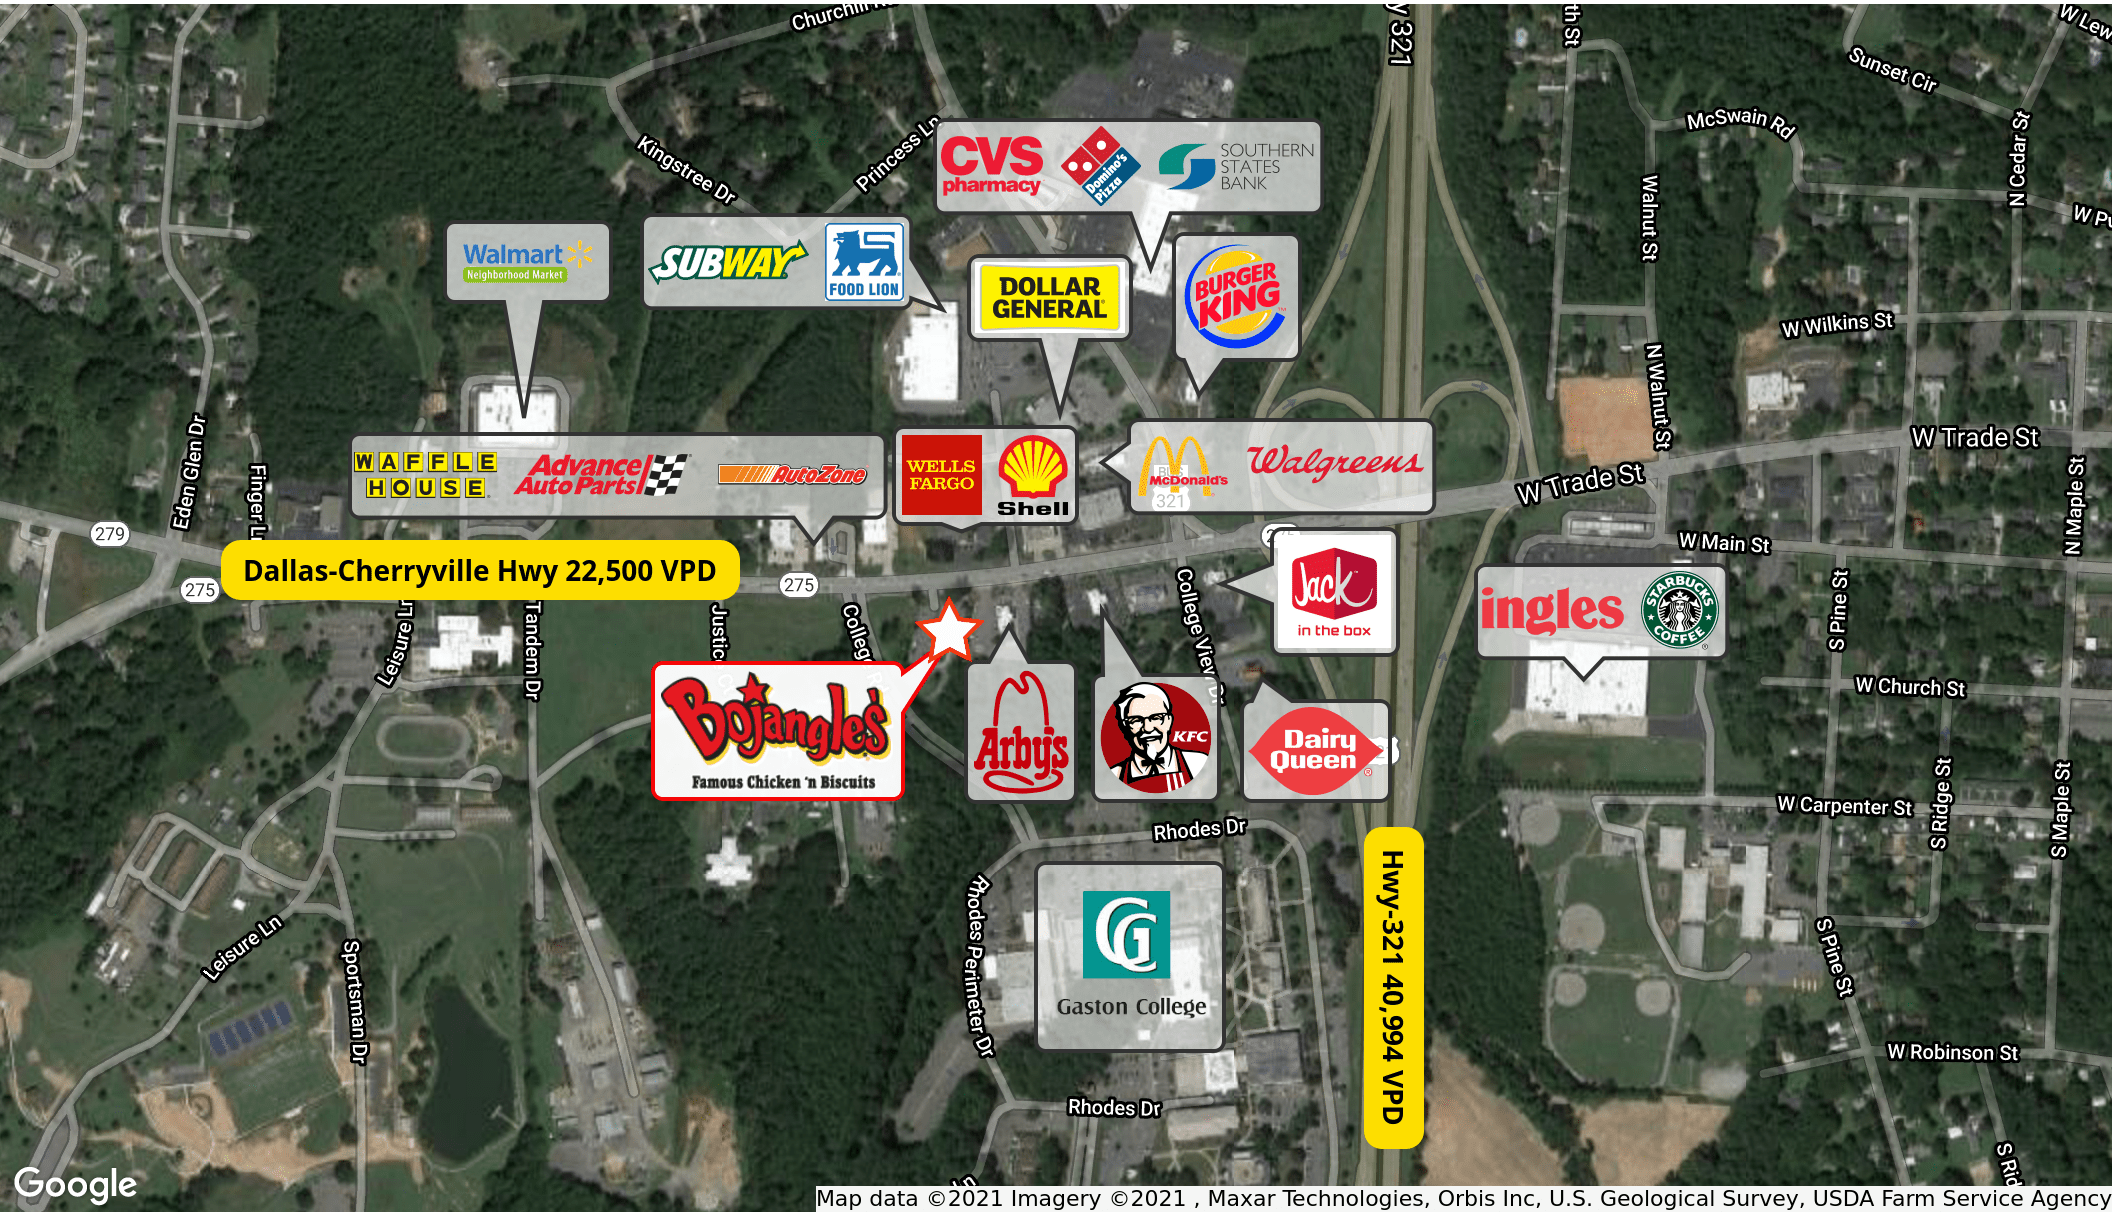 Churchill
y 321
th St
W Lew
Sunset Cir
McSwain Rd
N Cedar St
Kingstree Dr
Princess Ln
CVS
pharmacy
Domino's
Pizza
SOUTHERN
STATES
BANK
Walnut St
W Pu
Walmart
Neighborhood Market
SUBWAY
FOOD LION
DOLLAR
GENERAL
BURGER
KING
W Wilkins St
N Walnut St
Eden Glen Dr
Finger Ln
WAFFLE
HOUSE
Advance
Auto Parts
AutoZone
WELLS
FARGO
Shell
McDonald's
BUS
321
Walgreens
W Trade St
W Trade St
N Maple St
279
275
Dallas-Cherryville Hwy 22,500 VPD
275
W Main St
Jack
in the box
ingles
STARBUCKS
COFFEE
S Pine St
Leisure Ln
Tandem Dr
Justic
Colleg
College View Dr
W Church St
Bojangles'
Famous Chicken 'n Biscuits
Arby's
KFC
Dairy
Queen
W Carpenter St
S Ridge St
S Maple St
Rhodes Dr
Hwy-321 40,994 VPD
Rhodes Perimeter Dr
GC
Gaston College
Leisure Ln
Sportsman Dr
S Pine St
W Robinson St
Rhodes Dr
S Rid
Ln
Google
Map data ©2021 Imagery ©2021 , Maxar Technologies, Orbis Inc, U.S. Geological Survey, USDA Farm Service Agency